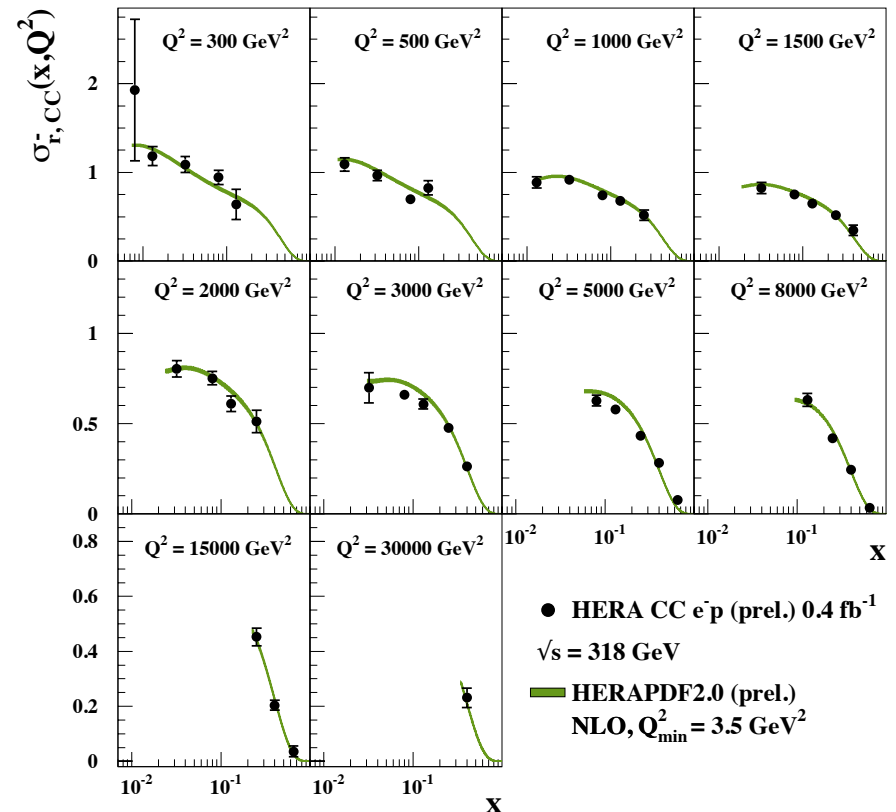 σ⁻r,CC(x,Q²)
Q² = 300 GeV²
Q² = 500 GeV²
Q² = 1000 GeV²
Q² = 1500 GeV²
2
1
0
Q² = 2000 GeV²
Q² = 3000 GeV²
Q² = 5000 GeV²
Q² = 8000 GeV²
1
0.5
0
10⁻² 10⁻¹ 10⁻² 10⁻¹
x
Q² = 15000 GeV²
Q² = 30000 GeV²
0.8
0.6
0.4
0.2
0
10⁻² 10⁻¹ 10⁻² 10⁻¹
x
HERA CC e⁻p (prel.) 0.4 fb⁻¹
√s = 318 GeV
HERAPDF2.0 (prel.)
NLO, Q²min = 3.5 GeV²